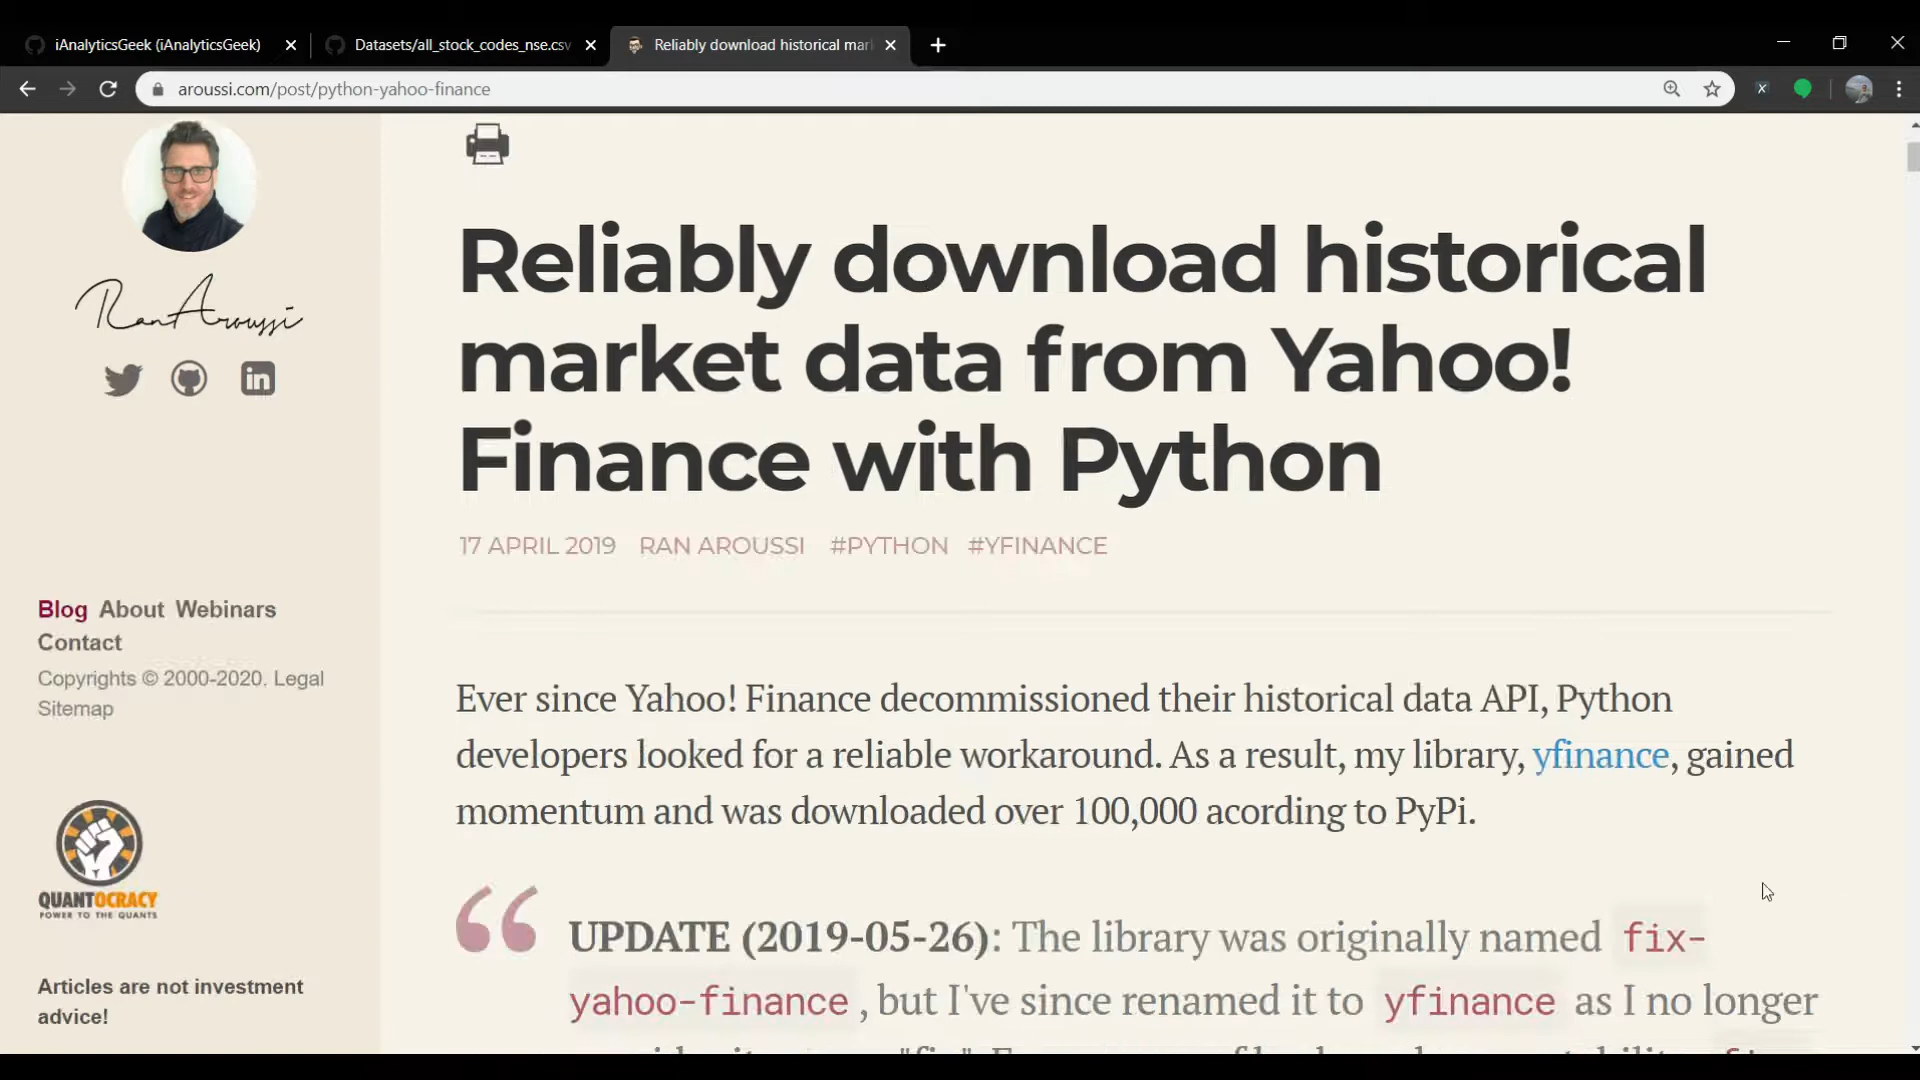 iAnalyticsGeek (iAnalyticsGeek)
Datasets/all_stock_codes_nse.csv
Reliably download historical mar
aroussi.com/post/python-yahoo-finance
Ran Aroussi
Reliably download historical
market data from Yahoo!
Finance with Python
17 APRIL 2019 RAN AROUSSI #PYTHON #YFINANCE
Blog About Webinars
Contact
Copyrights © 2000-2020. Legal
Sitemap
Ever since Yahoo! Finance decommissioned their historical data API, Python
developers looked for a reliable workaround. As a result, my library, yfinance, gained
momentum and was downloaded over 100,000 acording to PyPi.
QUANTOCRACY
POWER TO THE QUANTS
Articles are not investment
advice!
UPDATE (2019-05-26): The library was originally named fix-
yahoo-finance, but I've since renamed it to yfinance as I no longer